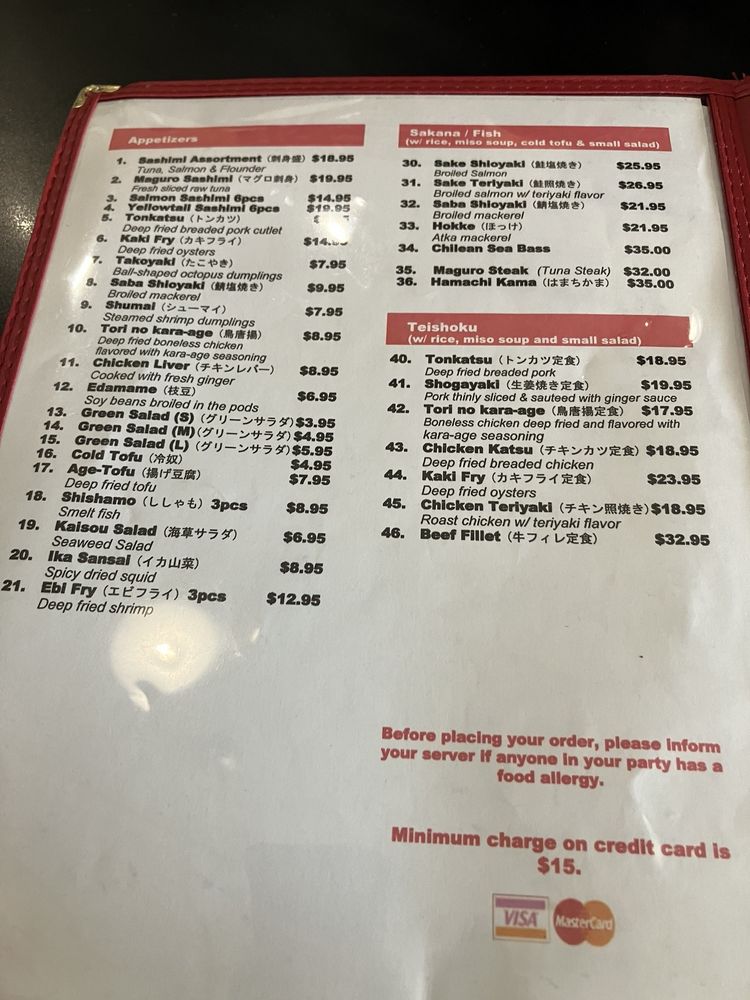 Appetizers
1. Sashimi Assortment (刺身盛) $18.95
Tuna, Salmon & Flounder
2. Maguro Sashimi (マグロ刺身) $19.95
Fresh sliced raw tuna
3. Salmon Sashimi 6pcs $14.95
4. Yellowtail Sashimi 6pcs $19.95
5. Tonkatsu (トンカツ)
Deep fried breaded pork cutlet
6. Kaki Fry (カキフライ)
Deep fried oysters
7. Takoyaki (たこやき) $7.95
Ball-shaped octopus dumplings
8. Saba Shioyaki (鯖塩焼き) $9.95
Broiled mackerel
9. Shumai (シューマイ) $7.95
Steamed shrimp dumplings
10. Tori no kara-age (鳥唐揚) $8.95
Deep fried boneless chicken
flavored with kara-age seasoning
11. Chicken Liver (チキンレバー) $8.95
Cooked with fresh ginger
12. Edamame (枝豆) $6.95
Soy beans broiled in the pods
13. Green Salad (S) (グリーンサラダ) $3.95
14. Green Salad (M) (グリーンサラダ) $4.95
15. Green Salad (L) (グリーンサラダ) $5.95
16. Cold Tofu (冷奴) $4.95
17. Age-Tofu (揚げ豆腐) $7.95
Deep fried tofu
18. Shishamo (ししゃも) 3pcs $8.95
Smelt fish
19. Kaisou Salad (海草サラダ) $6.95
Seaweed Salad
20. Ika Sansai (イカ山菜) $8.95
Spicy dried squid
21. Ebi Fry (エビフライ) 3pcs $12.95
Deep fried shrimp
Sakana / Fish
(w/ rice, miso soup, cold tofu & small salad)
30. Sake Shioyaki (鮭塩焼き) $25.95
Broiled Salmon
31. Sake Teriyaki (鮭照焼き) $26.95
Broiled salmon w/ teriyaki flavor
32. Saba Shioyaki (鯖塩焼き) $21.95
Broiled mackerel
33. Hokke (ほっけ) $21.95
Atka mackerel
34. Chilean Sea Bass $35.00
35. Maguro Steak (Tuna Steak) $32.00
36. Hamachi Kama (はまちかま) $35.00
Teishoku
(w/ rice, miso soup and small salad)
40. Tonkatsu (トンカツ定食) $18.95
Deep fried breaded pork
41. Shogayaki (生姜焼き定食) $19.95
Pork thinly sliced & sauteed with ginger sauce
42. Tori no kara-age (鳥唐揚定食) $17.95
Boneless chicken deep fried and flavored with
kara-age seasoning
43. Chicken Katsu (チキンカツ定食) $18.95
Deep fried breaded chicken
44. Kaki Fry (カキフライ定食) $23.95
Deep fried oysters
45. Chicken Teriyaki (チキン照焼き) $18.95
Roast chicken w/ teriyaki flavor
46. Beef Fillet (牛フィレ定食) $32.95
Before placing your order, please inform
your server if anyone in your party has a
food allergy.
Minimum charge on credit card is
$15.
VISA MasterCard